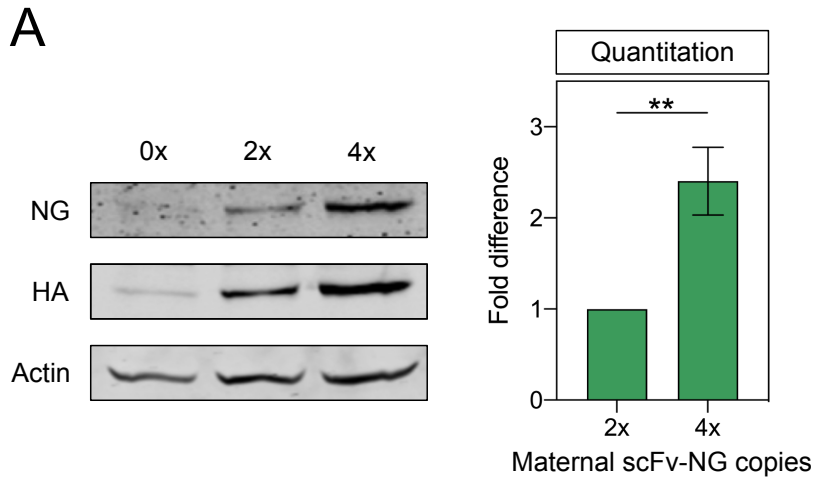 A
0x 2x 4x
NG
HA
Actin
Quantitation
**
Fold difference
3
2
1
0
2x 4x
Maternal scFv-NG copies